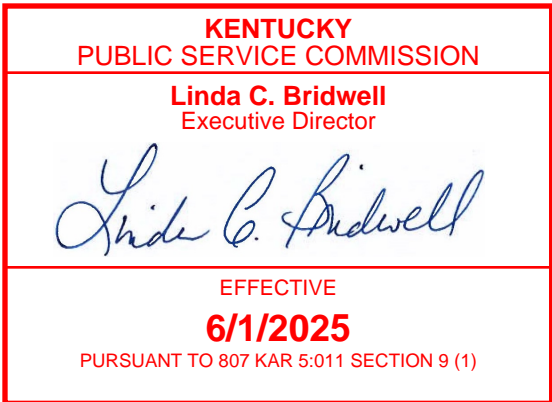 KENTUCKY
PUBLIC SERVICE COMMISSION
Linda C. Bridwell
Executive Director
Linda C. Bridwell
EFFECTIVE
6/1/2025
PURSUANT TO 807 KAR 5:011 SECTION 9 (1)